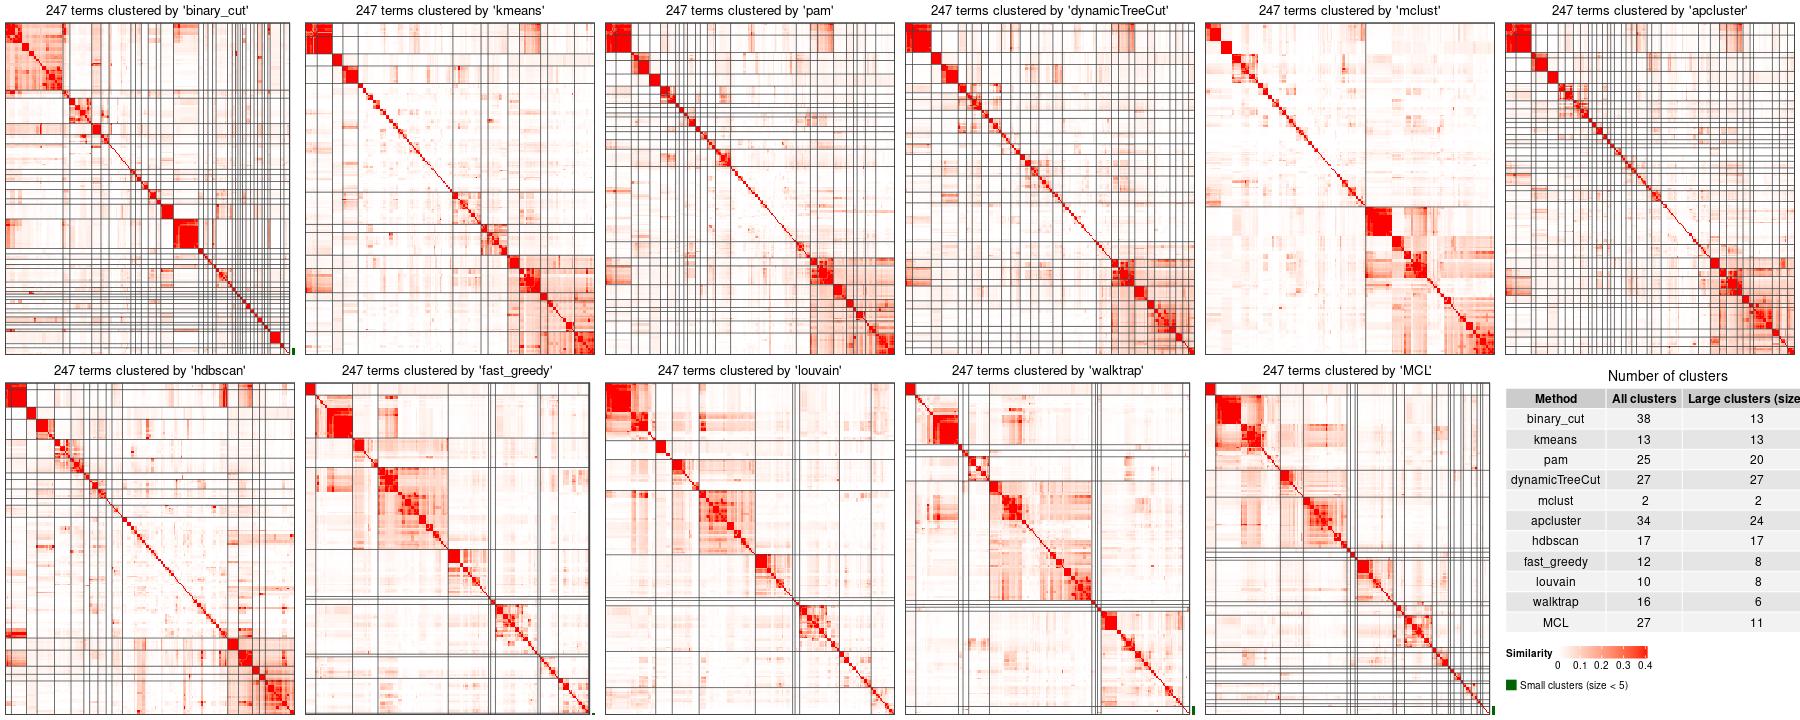 247 terms clustered by 'binary_cut'
247 terms clustered by 'kmeans'
247 terms clustered by 'pam'
247 terms clustered by 'dynamicTreeCut'
247 terms clustered by 'mclust'
247 terms clustered by 'apcluster'
247 terms clustered by 'hdbscan'
247 terms clustered by 'fast_greedy'
247 terms clustered by 'louvain'
247 terms clustered by 'walktrap'
247 terms clustered by 'MCL'
Number of clusters
Method All clusters Large clusters (size
binary_cut 38 13
kmeans 13 13
pam 25 20
dynamicTreeCut 27 27
mclust 2 2
apcluster 34 24
hdbscan 17 17
fast_greedy 12 8
louvain 10 8
walktrap 16 6
MCL 27 11
Similarity
0 0.1 0.2 0.3 0.4
Small clusters (size < 5)